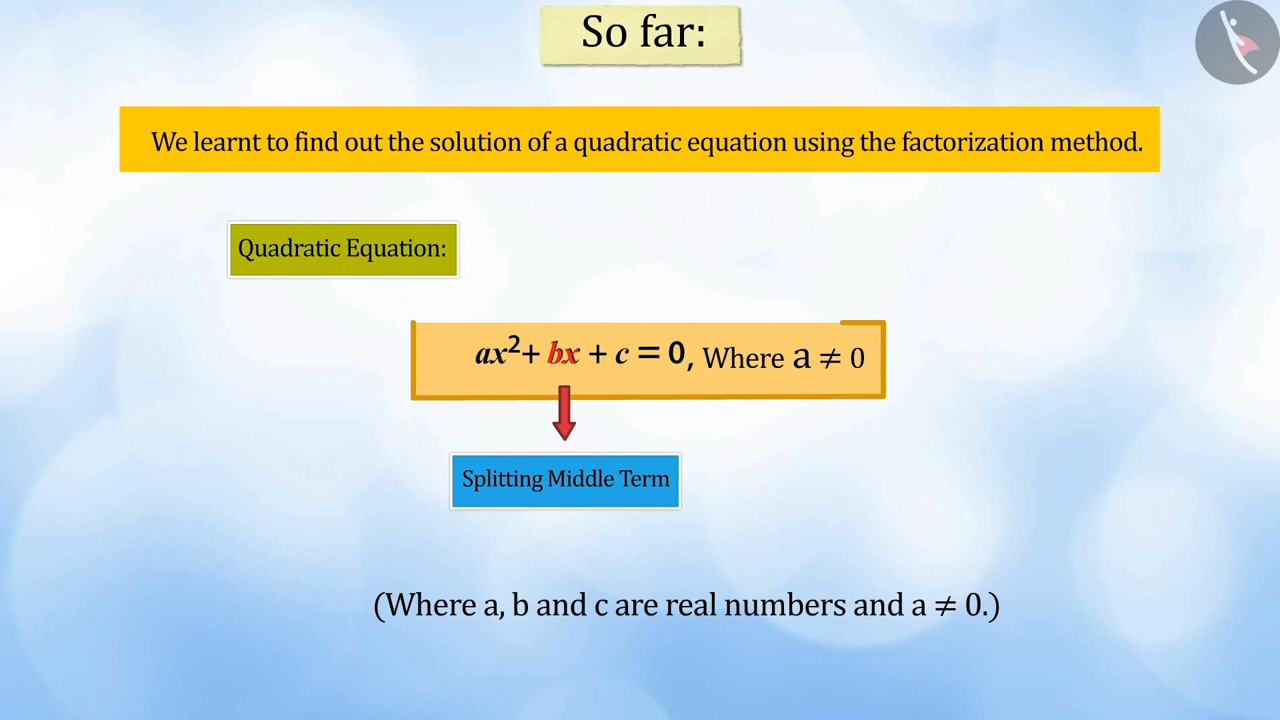 So far:
We learnt to find out the solution of a quadratic equation using the factorization method.
Quadratic Equation:
ax²+ bx + c = 0, Where a ≠ 0
Splitting Middle Term
(Where a, b and c are real numbers and a ≠ 0.)